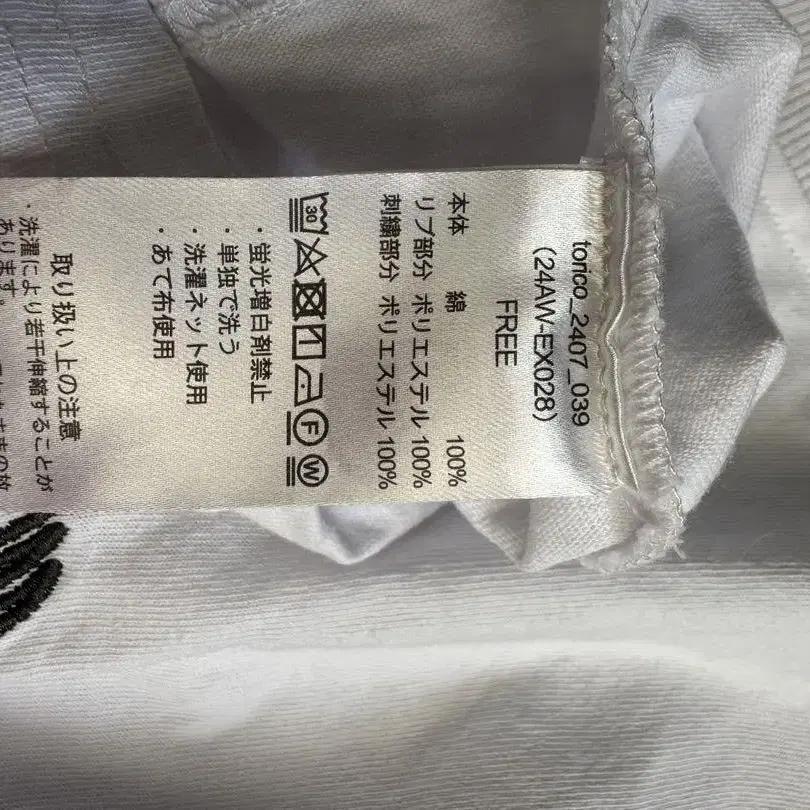 torico_2407_039
(24AW-EX028)
FREE
本体 綿 100%
リブ部分 ポリエステル 100%
刺繍部分 ポリエステル 100%
30
F W
・蛍光増白剤禁止
・単独で洗う
・洗濯ネット使用
・あて布使用
取り扱い上の注意
・洗濯により若干伸縮することが
あります。